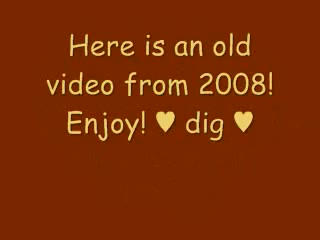 Here is an old
video from 2008!
Enjoy! ♥ dig ♥